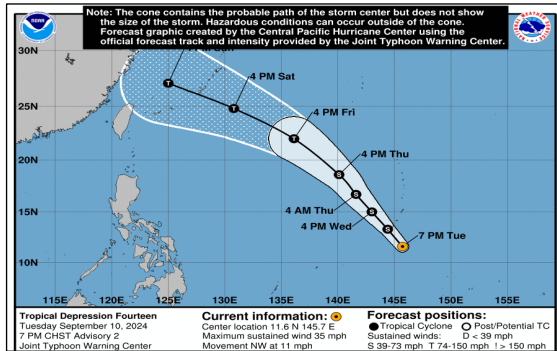 Note: The cone contains the probable path of the storm center but does not show
the size of the storm. Hazardous conditions can occur outside of the cone.
Forecast graphic created by the Central Pacific Hurricane Center using the
official forecast track and intensity provided by the Joint Typhoon Warning Center.
NOAA
30N
4 PM Sat
T
25N
T
4 PM Fri
T
20N
4 PM Thu
S
4 AM Thu
S
15N
4 PM Wed
S
S
7 PM Tue
10N
115E 120E 125E 130E 135E 140E 145E 150E 155E
Tropical Depression Fourteen
Tuesday September 10, 2024
7 PM CHST Advisory 2
Joint Typhoon Warning Center
Current information:
Center location 11.6 N 145.7 E
Maximum sustained wind 35 mph
Movement NW at 11 mph
Forecast positions:
Tropical Cyclone Post/Potential TC
Sustained winds: D < 39 mph
S 39-73 mph T 74-150 mph ! > 150 mph